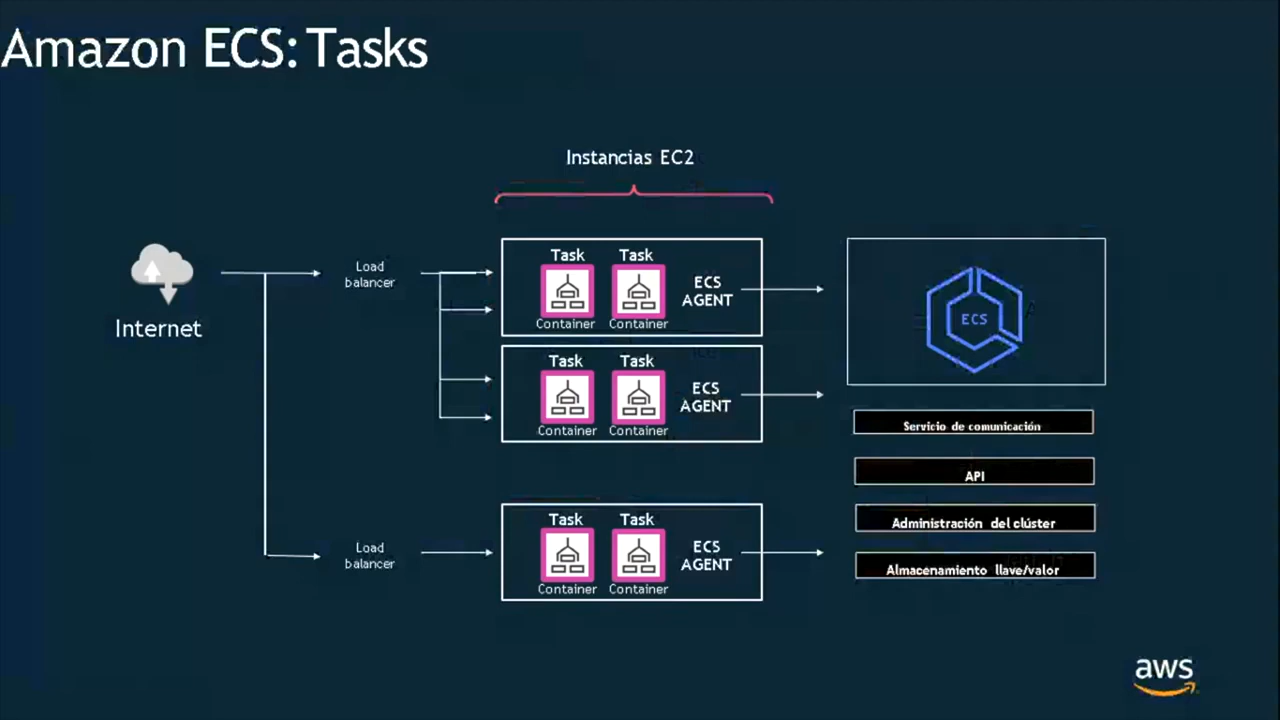 Amazon ECS: Tasks
Instancias EC2
Internet
Load
balancer
Task Task
Container Container
ECS
AGENT
Task Task
Container Container
ECS
AGENT
ECS
Servicio de comunicación
API
Administración del clúster
Almacenamiento llave/valor
Load
balancer
Task Task
Container Container
ECS
AGENT
aws